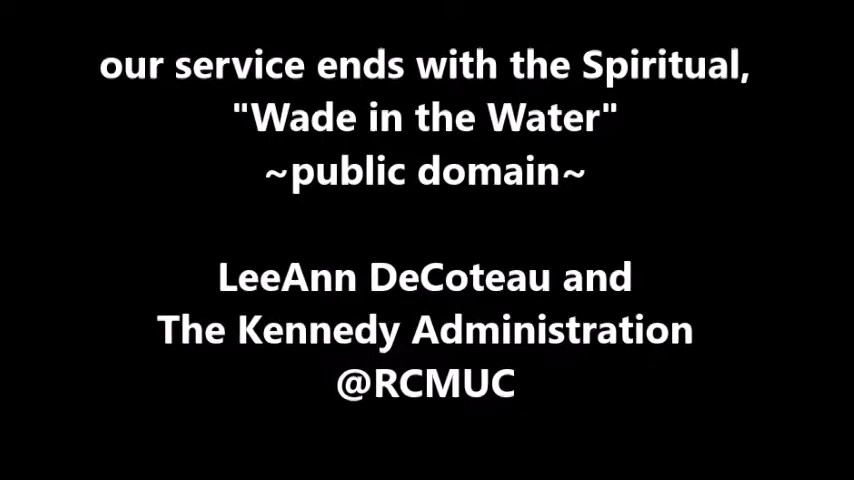 our service ends with the Spiritual,
"Wade in the Water"
~public domain~
LeeAnn DeCoteau and
The Kennedy Administration
@RCMUC